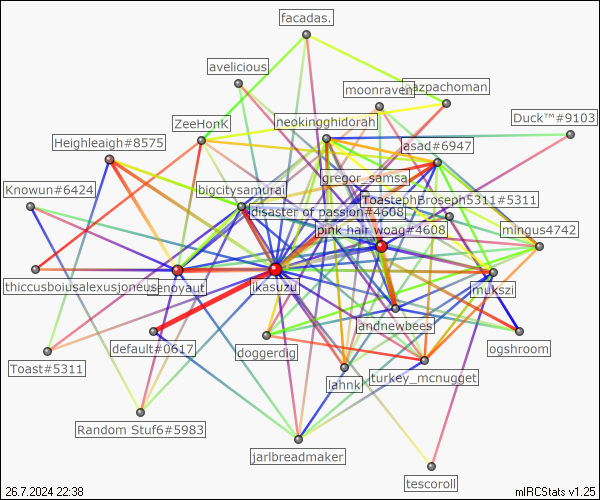 facadas.
avelicious
moonraven
gazpachoman
ZeeHonK
neokingghidorah
Duck™#9103
Heighleaigh#8575
asad#6947
gregor_samsa
Knowun#6424
bigcitysamurai
ToastephBroseph5311#5311
disaster of passion#4608
pink hair woag#4608
mingus4742
thiccusboiusalexusjoneus
senoyaut
jkasuzu
mukszi
andnewbees
default#0617
doggerdig
ogshroom
Toast#5311
lahnk
turkey_mcnugget
Random Stuf6#5983
jarlbreadmaker
tescoroll
26.7.2024 22:38
mIRCStats v1.25